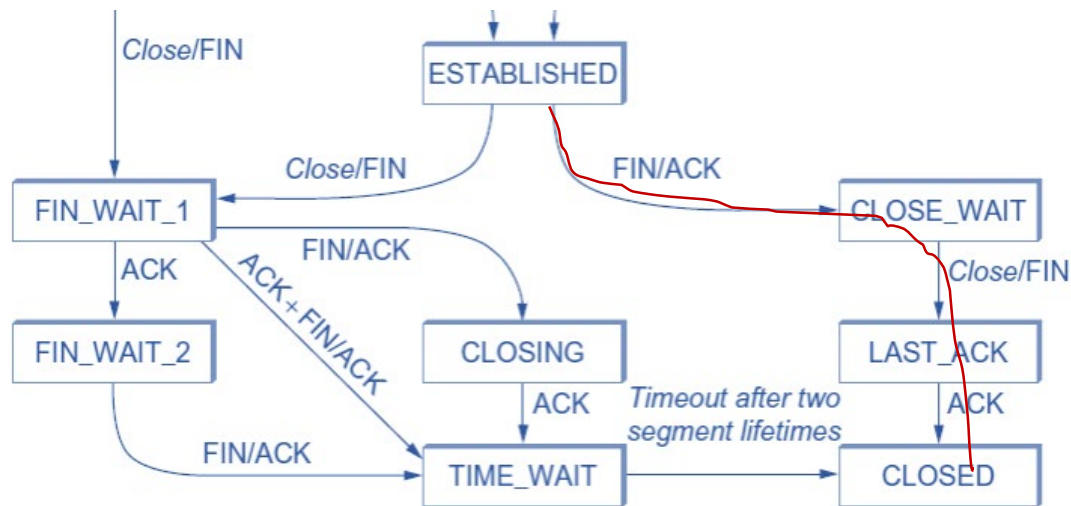 Close/FIN
ESTABLISHED
Close/FIN
FIN/ACK
FIN_WAIT_1
CLOSE_WAIT
FIN/ACK
ACK
ACK+FIN/ACK
Close/FIN
FIN_WAIT_2
CLOSING
LAST_ACK
ACK
Timeout after two
segment lifetimes
ACK
FIN/ACK
TIME_WAIT
CLOSED